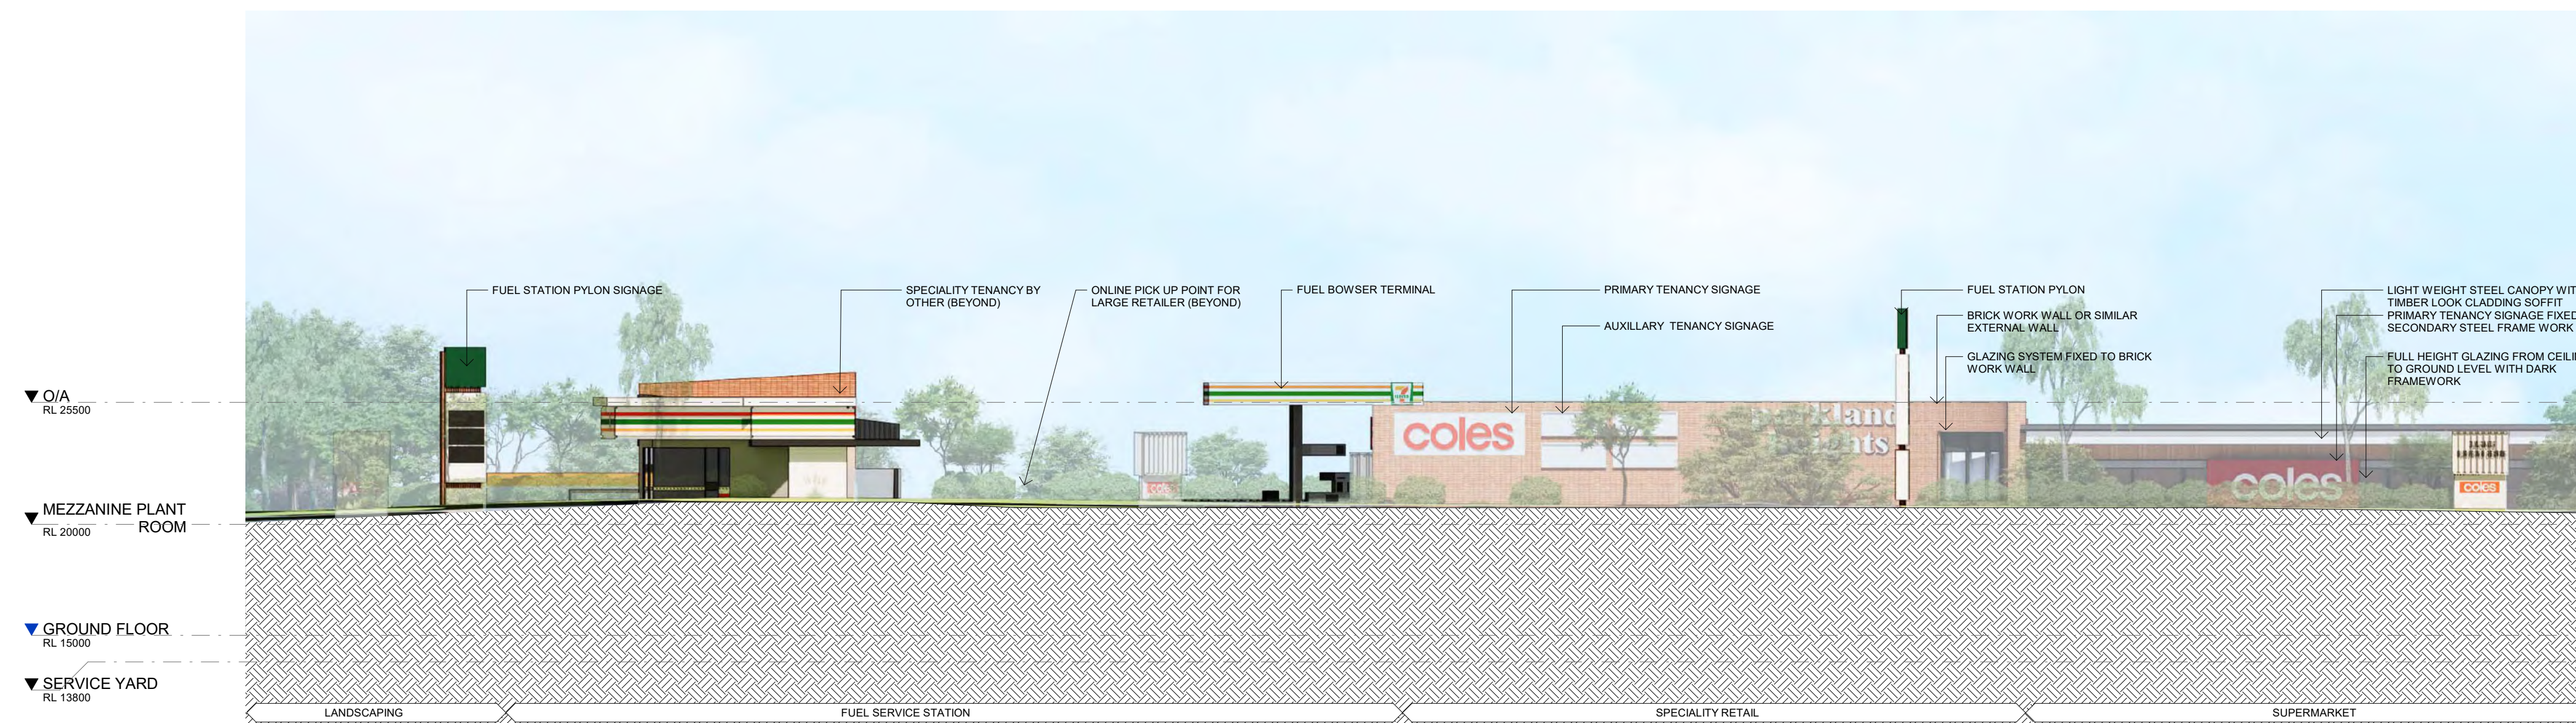 FUEL STATION PYLON SIGNAGE
SPECIALITY TENANCY BY
OTHER (BEYOND)
ONLINE PICK UP POINT FOR
LARGE RETAILER (BEYOND)
FUEL BOWSER TERMINAL
PRIMARY TENANCY SIGNAGE
AUXILLARY TENANCY SIGNAGE
FUEL STATION PYLON
BRICK WORK WALL OR SIMILAR
EXTERNAL WALL
GLAZING SYSTEM FIXED TO BRICK
WORK WALL
LIGHT WEIGHT STEEL CANOPY WIT
TIMBER LOOK CLADDING SOFFIT
PRIMARY TENANCY SIGNAGE FIXED
SECONDARY STEEL FRAME WORK
FULL HEIGHT GLAZING FROM CEILI
TO GROUND LEVEL WITH DARK
FRAMEWORK
O/A
RL 25500
coles
coles
coles
MEZZANINE PLANT
ROOM
RL 20000
GROUND FLOOR
RL 15000
SERVICE YARD
RL 13800
LANDSCAPING
FUEL SERVICE STATION
SPECIALITY RETAIL
SUPERMARKET